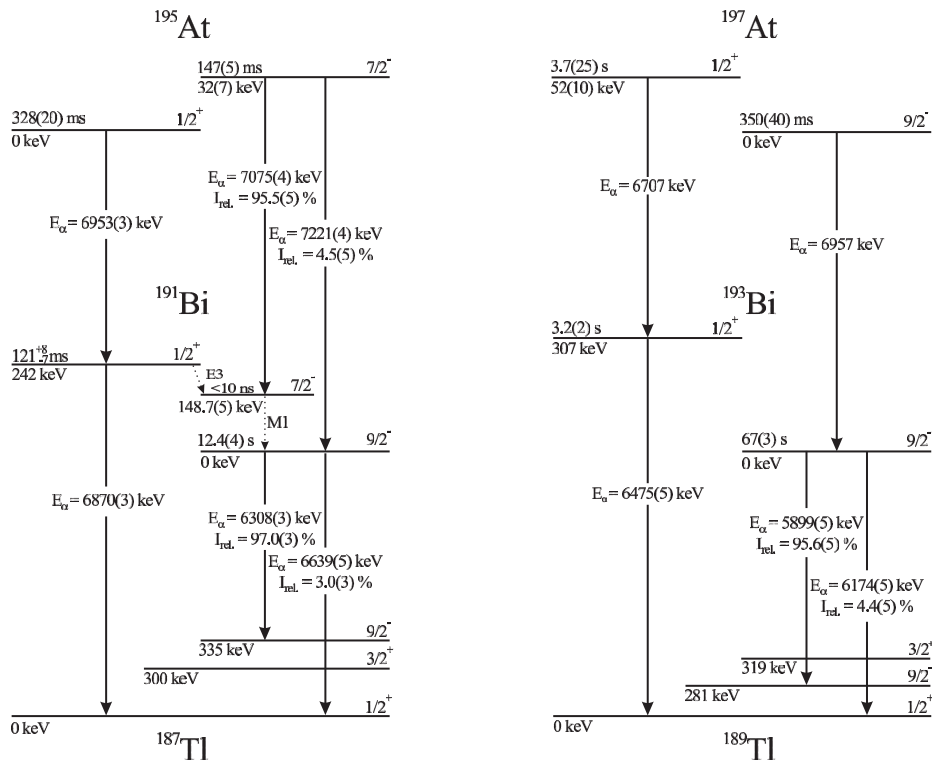 ¹⁹⁵At
147(5) ms 7/2⁻
32(7) keV
328(20) ms 1/2⁺
0 keV
Eα = 7075(4) keV
Irel. = 95.5(5) %
Eα = 6953(3) keV
Eα = 7221(4) keV
Irel. = 4.5(5) %
¹⁹¹Bi
121⁺⁸₋₇ms 1/2⁺
242 keV
E3
<10 ns 7/2⁻
148.7(5) keV
M1
12.4(4) s 9/2⁻
0 keV
Eα = 6870(3) keV
Eα = 6308(3) keV
Irel. = 97.0(3) %
Eα = 6639(5) keV
Irel. = 3.0(3) %
9/2⁻
335 keV
3/2⁺
300 keV
1/2⁺
0 keV
¹⁸⁷Tl
¹⁹⁷At
3.7(25) s 1/2⁺
52(10) keV
350(40) ms 9/2⁻
0 keV
Eα = 6707 keV
Eα = 6957 keV
¹⁹³Bi
3.2(2) s 1/2⁺
307 keV
67(3) s 9/2⁻
0 keV
Eα = 6475(5) keV
Eα = 5899(5) keV
Irel. = 95.6(5) %
Eα = 6174(5) keV
Irel. = 4.4(5) %
3/2⁺
319 keV
9/2⁻
281 keV
1/2⁺
0 keV
¹⁸⁹Tl